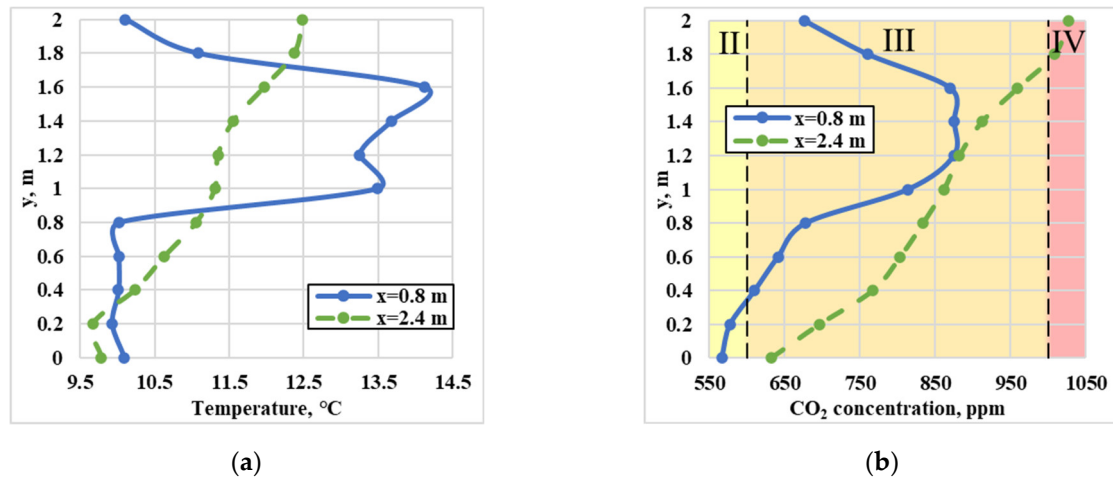 2
1.8
1.6
1.4
1.2
1
0.8
0.6
0.4
0.2
0
y, m
x=0.8 m
x=2.4 m
9.5 10.5 11.5 12.5 13.5 14.5
Temperature, °C
(a)
2
1.8
1.6
1.4
1.2
1
0.8
0.6
0.4
0.2
0
y, m
II III IV
x=0.8 m
x=2.4 m
550 650 750 850 950 1050
CO₂ concentration, ppm
(b)